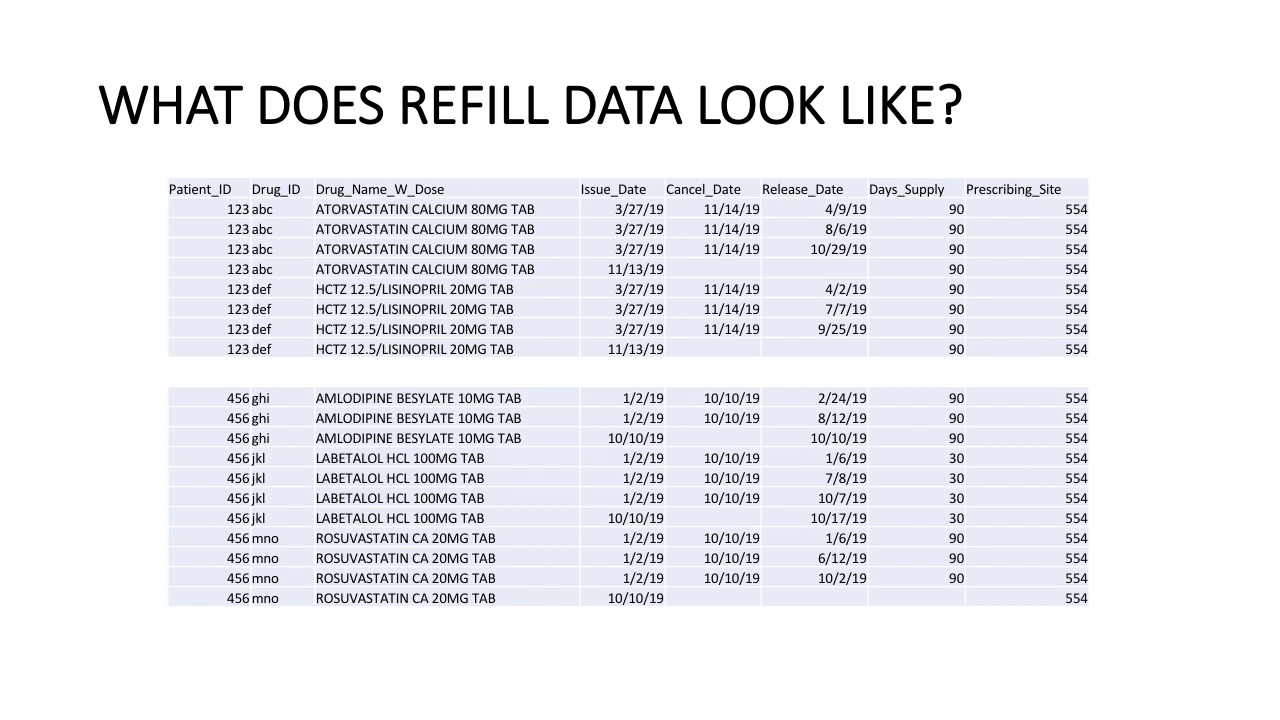 WHAT DOES REFILL DATA LOOK LIKE?
Patient_ID Drug_ID Drug_Name_W_Dose Issue_Date Cancel_Date Release_Date Days_Supply Prescribing_Site
123 abc ATORVASTATIN CALCIUM 80MG TAB 3/27/19 11/14/19 4/9/19 90 554
123 abc ATORVASTATIN CALCIUM 80MG TAB 3/27/19 11/14/19 8/6/19 90 554
123 abc ATORVASTATIN CALCIUM 80MG TAB 3/27/19 11/14/19 10/29/19 90 554
123 abc ATORVASTATIN CALCIUM 80MG TAB 11/13/19 90 554
123 def HCTZ 12.5/LISINOPRIL 20MG TAB 3/27/19 11/14/19 4/2/19 90 554
123 def HCTZ 12.5/LISINOPRIL 20MG TAB 3/27/19 11/14/19 7/7/19 90 554
123 def HCTZ 12.5/LISINOPRIL 20MG TAB 3/27/19 11/14/19 9/25/19 90 554
123 def HCTZ 12.5/LISINOPRIL 20MG TAB 11/13/19 90 554
456 ghi AMLODIPINE BESYLATE 10MG TAB 1/2/19 10/10/19 2/24/19 90 554
456 ghi AMLODIPINE BESYLATE 10MG TAB 1/2/19 10/10/19 8/12/19 90 554
456 ghi AMLODIPINE BESYLATE 10MG TAB 10/10/19 10/10/19 90 554
456 jkl LABETALOL HCL 100MG TAB 1/2/19 10/10/19 1/6/19 30 554
456 jkl LABETALOL HCL 100MG TAB 1/2/19 10/10/19 7/8/19 30 554
456 jkl LABETALOL HCL 100MG TAB 1/2/19 10/10/19 10/7/19 30 554
456 jkl LABETALOL HCL 100MG TAB 10/10/19 10/17/19 30 554
456 mno ROSUVASTATIN CA 20MG TAB 1/2/19 10/10/19 1/6/19 90 554
456 mno ROSUVASTATIN CA 20MG TAB 1/2/19 10/10/19 6/12/19 90 554
456 mno ROSUVASTATIN CA 20MG TAB 1/2/19 10/10/19 10/2/19 90 554
456 mno ROSUVASTATIN CA 20MG TAB 10/10/19 554